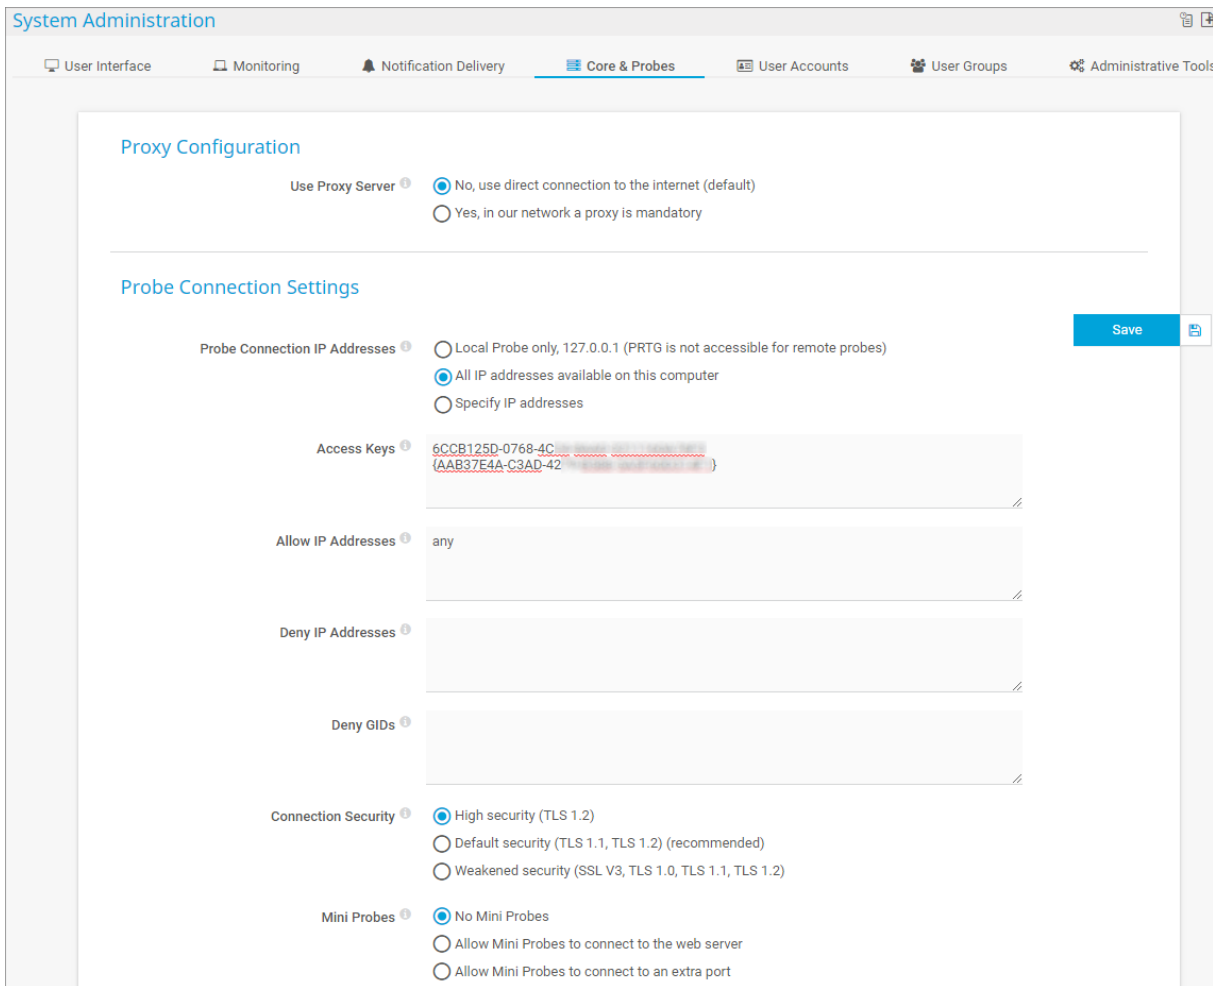 System Administration
User Interface
Monitoring
Notification Delivery
Core & Probes
User Accounts
User Groups
Administrative Tools
Proxy Configuration
Use Proxy Server
No, use direct connection to the internet (default)
Yes, in our network a proxy is mandatory
Probe Connection Settings
Save
Probe Connection IP Addresses
Local Probe only, 127.0.0.1 (PRTG is not accessible for remote probes)
All IP addresses available on this computer
Specify IP addresses
Access Keys
6CCB125D-0768-4C
{AAB37E4A-C3AD-42 }
Allow IP Addresses
any
Deny IP Addresses
Deny GIDs
Connection Security
High security (TLS 1.2)
Default security (TLS 1.1, TLS 1.2) (recommended)
Weakened security (SSL V3, TLS 1.0, TLS 1.1, TLS 1.2)
Mini Probes
No Mini Probes
Allow Mini Probes to connect to the web server
Allow Mini Probes to connect to an extra port